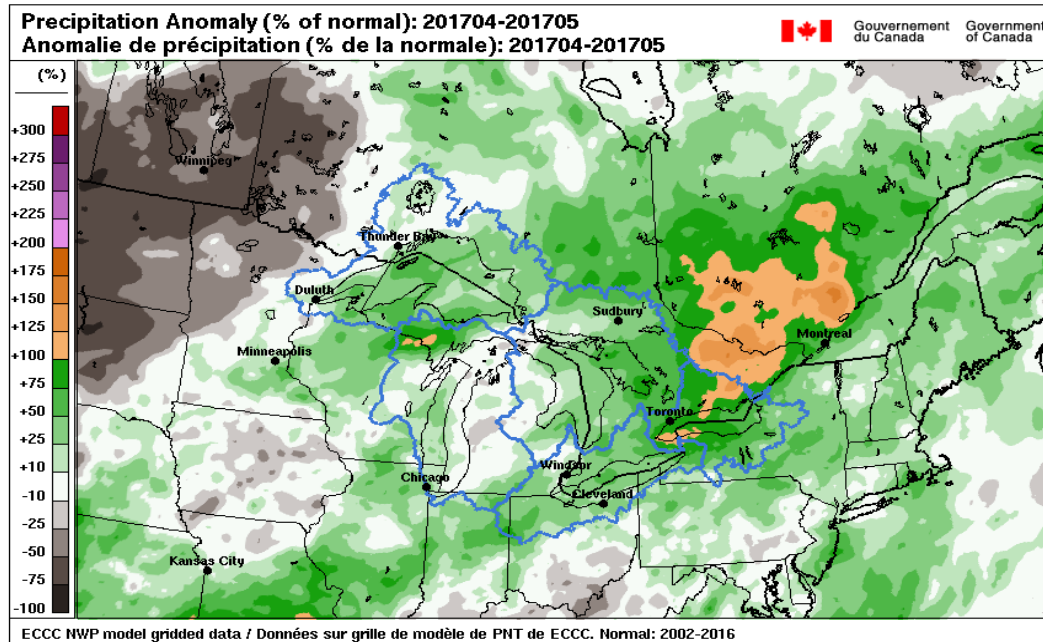 Precipitation Anomaly (% of normal): 201704-201705
Anomalie de précipitation (% de la normale): 201704-201705
Gouvernement du Canada
Government of Canada
(%)
+300
+275
+250
+225
+200
+175
+150
+125
+100
+75
+50
+25
+10
-10
-25
-50
-75
-100
Winnipeg
Thunder Bay
Duluth
Sudbury
Montreal
Minneapolis
Toronto
Windsor
Chicago
Cleveland
Kansas City
ECCC NWP model gridded data / Données sur grille de modèle de PNT de ECCC. Normal: 2002-2016